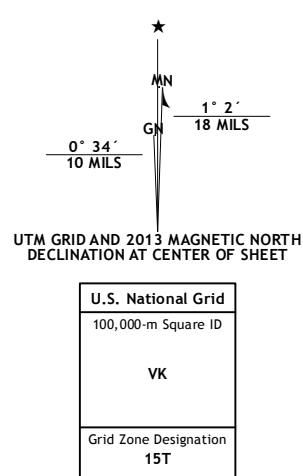 MN
GN
1° 2´
18 MILS
0° 34´
10 MILS
UTM GRID AND 2013 MAGNETIC NORTH
DECLINATION AT CENTER OF SHEET
U.S. National Grid
100,000-m Square ID
VK
Grid Zone Designation
15T